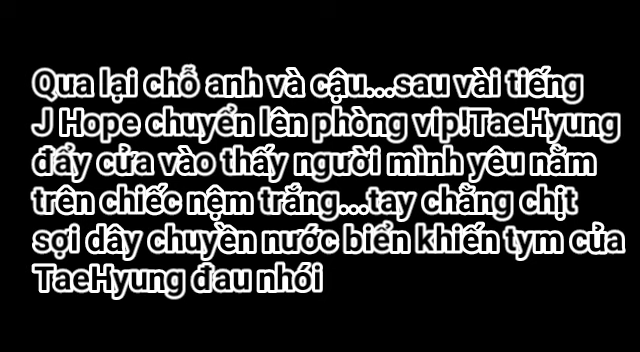 Qua lại chỗ anh và cậu...sau vài tiếng
J Hope chuyển lên phòng vip!TaeHyung
đẩy cửa vào thấy người mình yêu nằm
trên chiếc nệm trắng...tay chằng chịt
sợi dây chuyền nước biển khiến tym của
TaeHyung đau nhói